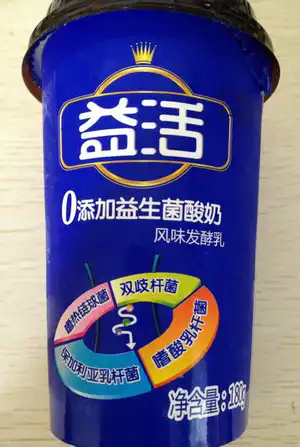 益活
0添加益生菌酸奶
风味发酵乳
嗜热链球菌
双歧杆菌
保加利亚乳杆菌
嗜酸乳杆菌
净含量:180g